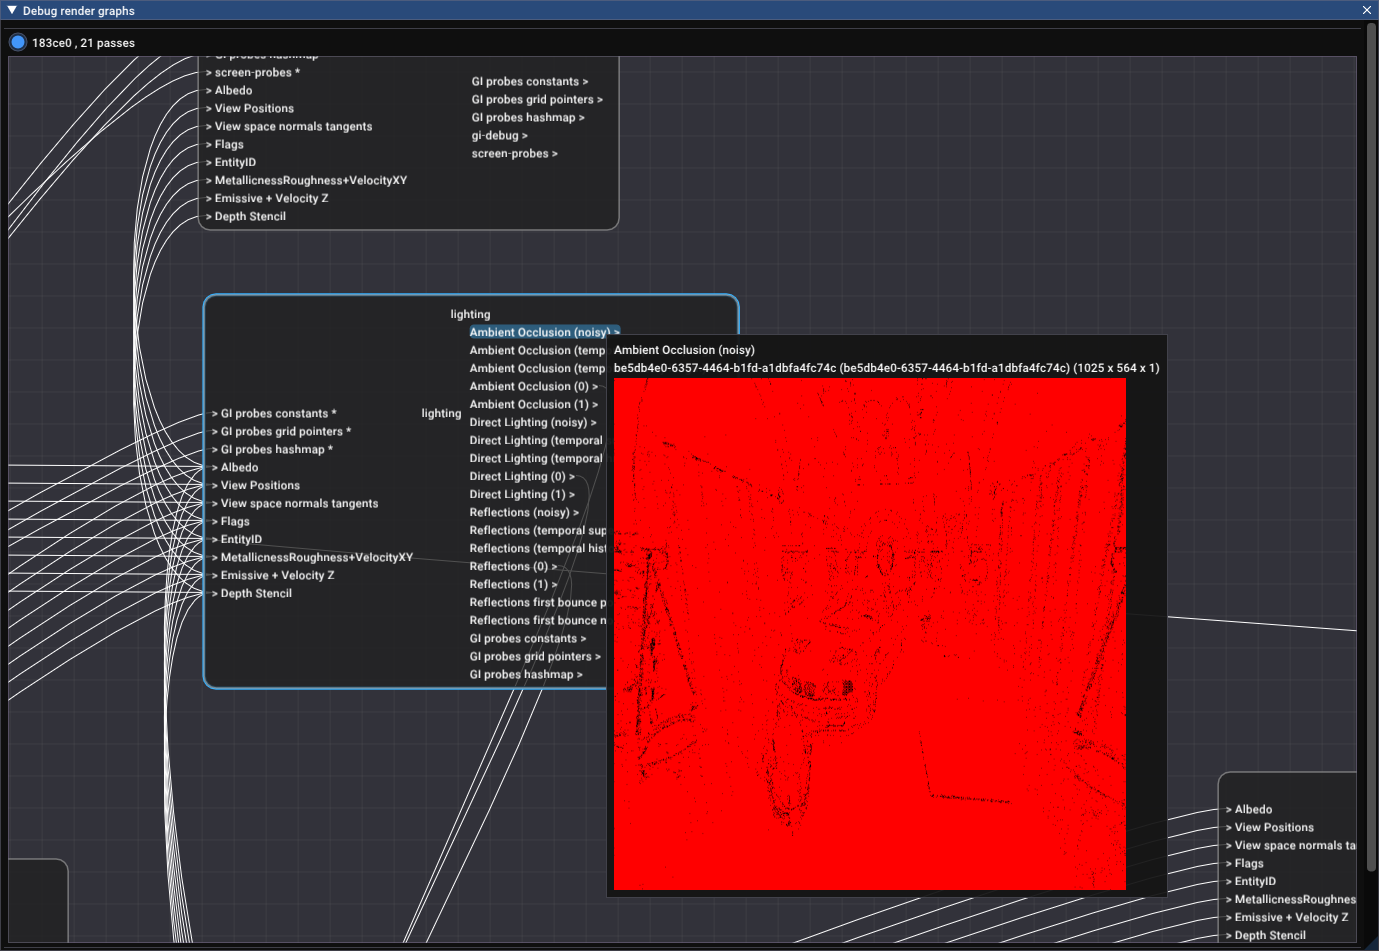 Debug render graphs
183ce0 , 21 passes
> GI probes hashmap
> screen-probes *
> Albedo
> View Positions
> View space normals tangents
> Flags
> EntityID
> MetallicnessRoughness+VelocityXY
> Emissive + Velocity Z
> Depth Stencil
GI probes constants >
GI probes grid pointers >
GI probes hashmap >
gi-debug >
screen-probes >
lighting
> GI probes constants *
> GI probes grid pointers *
> GI probes hashmap *
> Albedo
> View Positions
> View space normals tangents
> Flags
> EntityID
> MetallicnessRoughness+VelocityXY
> Emissive + Velocity Z
> Depth Stencil
lighting
Ambient Occlusion (noisy) >
Ambient Occlusion (temp
Ambient Occlusion (temp
Ambient Occlusion (0) >
Ambient Occlusion (1) >
Direct Lighting (noisy) >
Direct Lighting (temporal
Direct Lighting (temporal
Direct Lighting (0) >
Direct Lighting (1) >
Reflections (noisy) >
Reflections (temporal sup
Reflections (temporal hist
Reflections (0) >
Reflections (1) >
Reflections first bounce p
Reflections first bounce n
GI probes constants >
GI probes grid pointers >
GI probes hashmap >
Ambient Occlusion (noisy)
be5db4e0-6357-4464-b1fd-a1dbfa4fc74c (be5db4e0-6357-4464-b1fd-a1dbfa4fc74c) (1025 x 564 x 1)
> Albedo
> View Positions
> View space normals ta
> Flags
> EntityID
> MetallicnessRoughnes
> Emissive + Velocity Z
> Depth Stencil